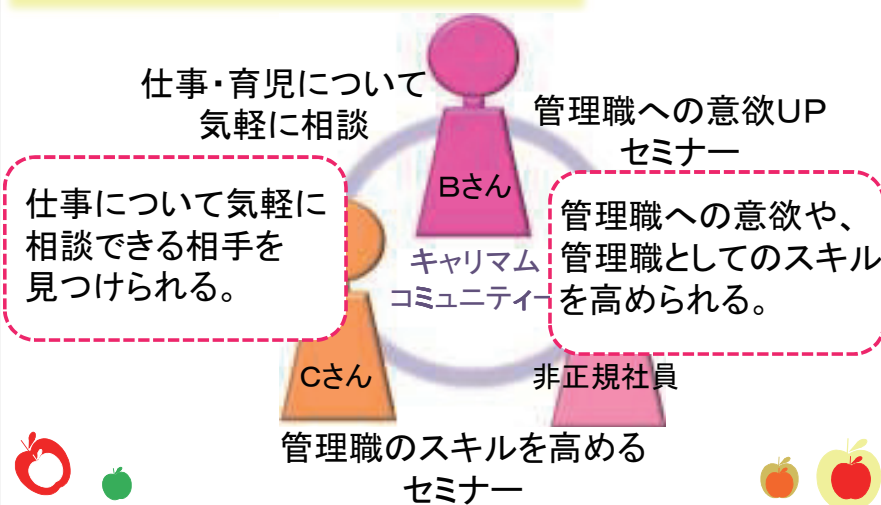 仕事・育児について
気軽に相談
管理職への意欲UP
セミナー
Bさん
仕事について気軽に
相談できる相手を
見つけられる。
管理職への意欲や、
管理職としてのスキル
を高められる。
キャリマム
コミュニティー
Cさん
非正規社員
管理職のスキルを高める
セミナー